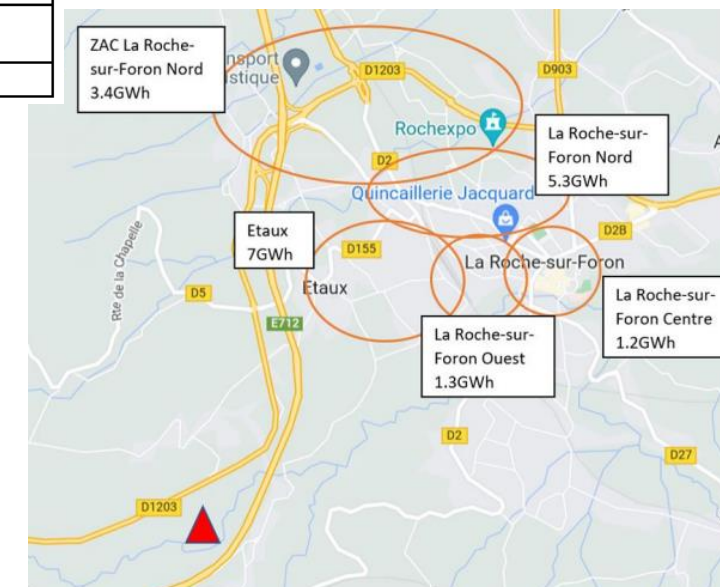 ZAC La Roche-
sur-Foron Nord
3.4GWh
nsport
istique
D1203
D903
Rochexpo
La Roche-sur-
Foron Nord
5.3GWh
D2
Quincaillerie Jacquard
Rte de la Chapelle
Etaux
7GWh
D155
D2B
La Roche-sur-Foron
D5
Etaux
E712
La Roche-sur-
Foron Centre
1.2GWh
La Roche-sur-
Foron Ouest
1.3GWh
D2
D27
D1203